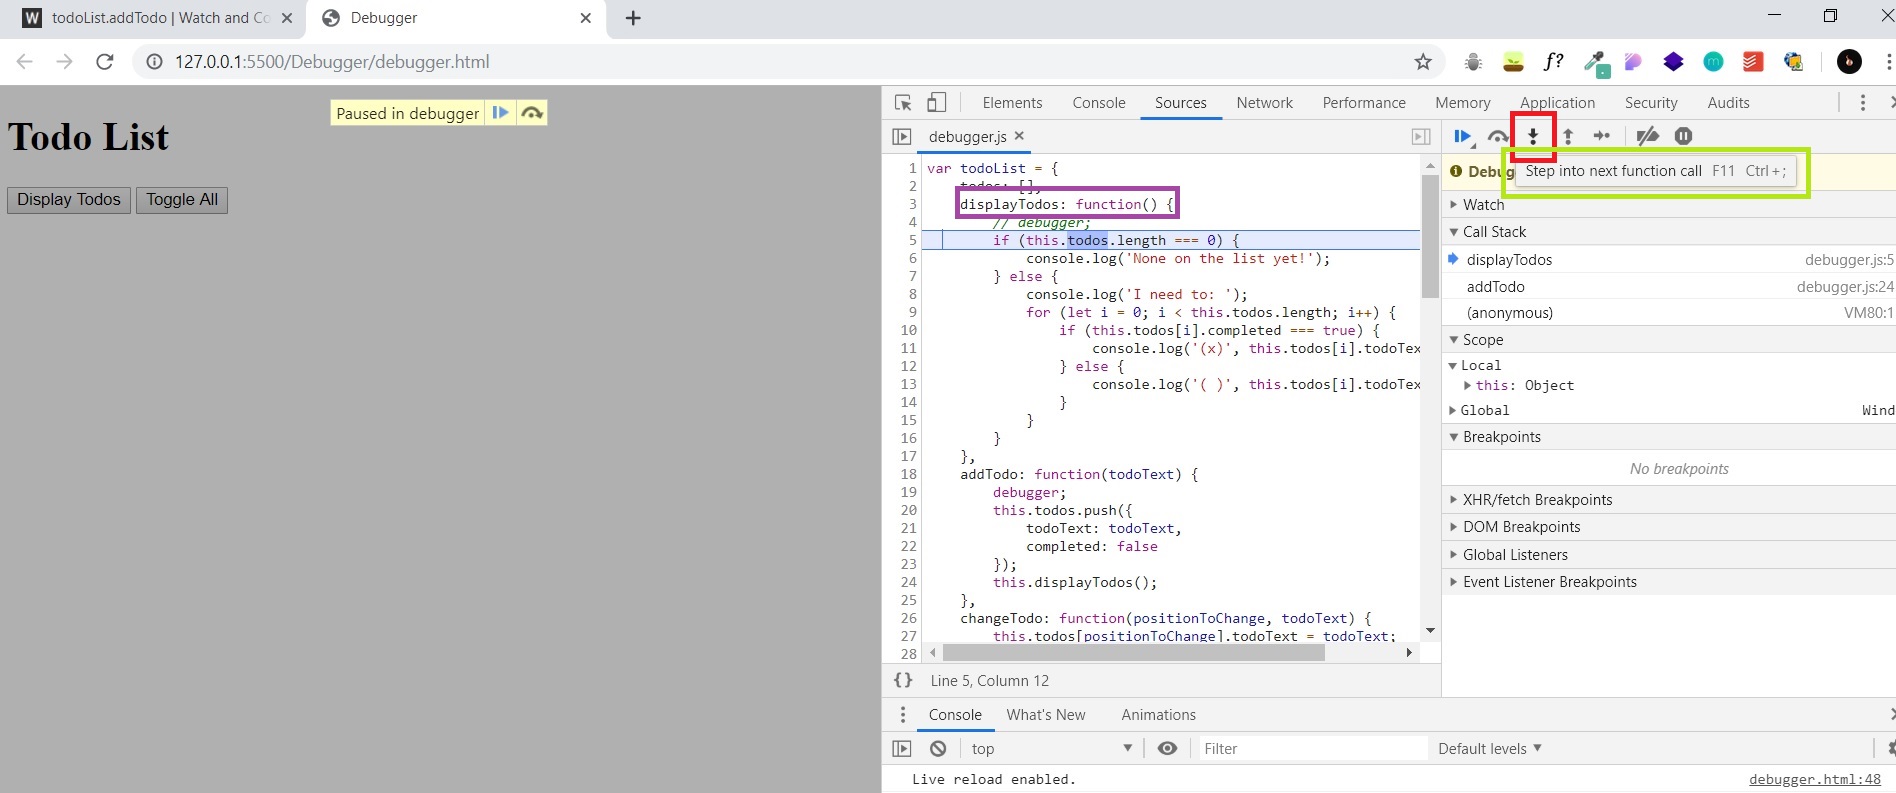 todoList.addTodo | Watch and Co
Debugger
127.0.0.1:5500/Debugger/debugger.html
f?
Paused in debugger
Todo List
Display Todos
Toggle All
Elements
Console
Sources
Network
Performance
Memory
Application
Security
Audits
debugger.js
1 var todoList = {
2 todos: [],
3 displayTodos: function() {
4 // debugger;
5 if (this.todos.length === 0) {
6 console.log('None on the list yet!');
7 } else {
8 console.log('I need to: ');
9 for (let i = 0; i < this.todos.length; i++) {
10 if (this.todos[i].completed === true) {
11 console.log('(x)', this.todos[i].todoTex
12 } else {
13 console.log('( )', this.todos[i].todoTex
14 }
15 }
16 }
17 },
18 addTodo: function(todoText) {
19 debugger;
20 this.todos.push({
21 todoText: todoText,
22 completed: false
23 });
24 this.displayTodos();
25 },
26 changeTodo: function(positionToChange, todoText) {
27 this.todos[positionToChange].todoText = todoText;
28
{} Line 5, Column 12
Debug
Step into next function call F11 Ctrl+;
Watch
Call Stack
displayTodos debugger.js:5
addTodo debugger.js:24
(anonymous) VM80:1
Scope
Local
this: Object
Global Wind
Breakpoints
No breakpoints
XHR/fetch Breakpoints
DOM Breakpoints
Global Listeners
Event Listener Breakpoints
Console
What's New
Animations
top
Filter
Default levels
Live reload enabled. debugger.html:48